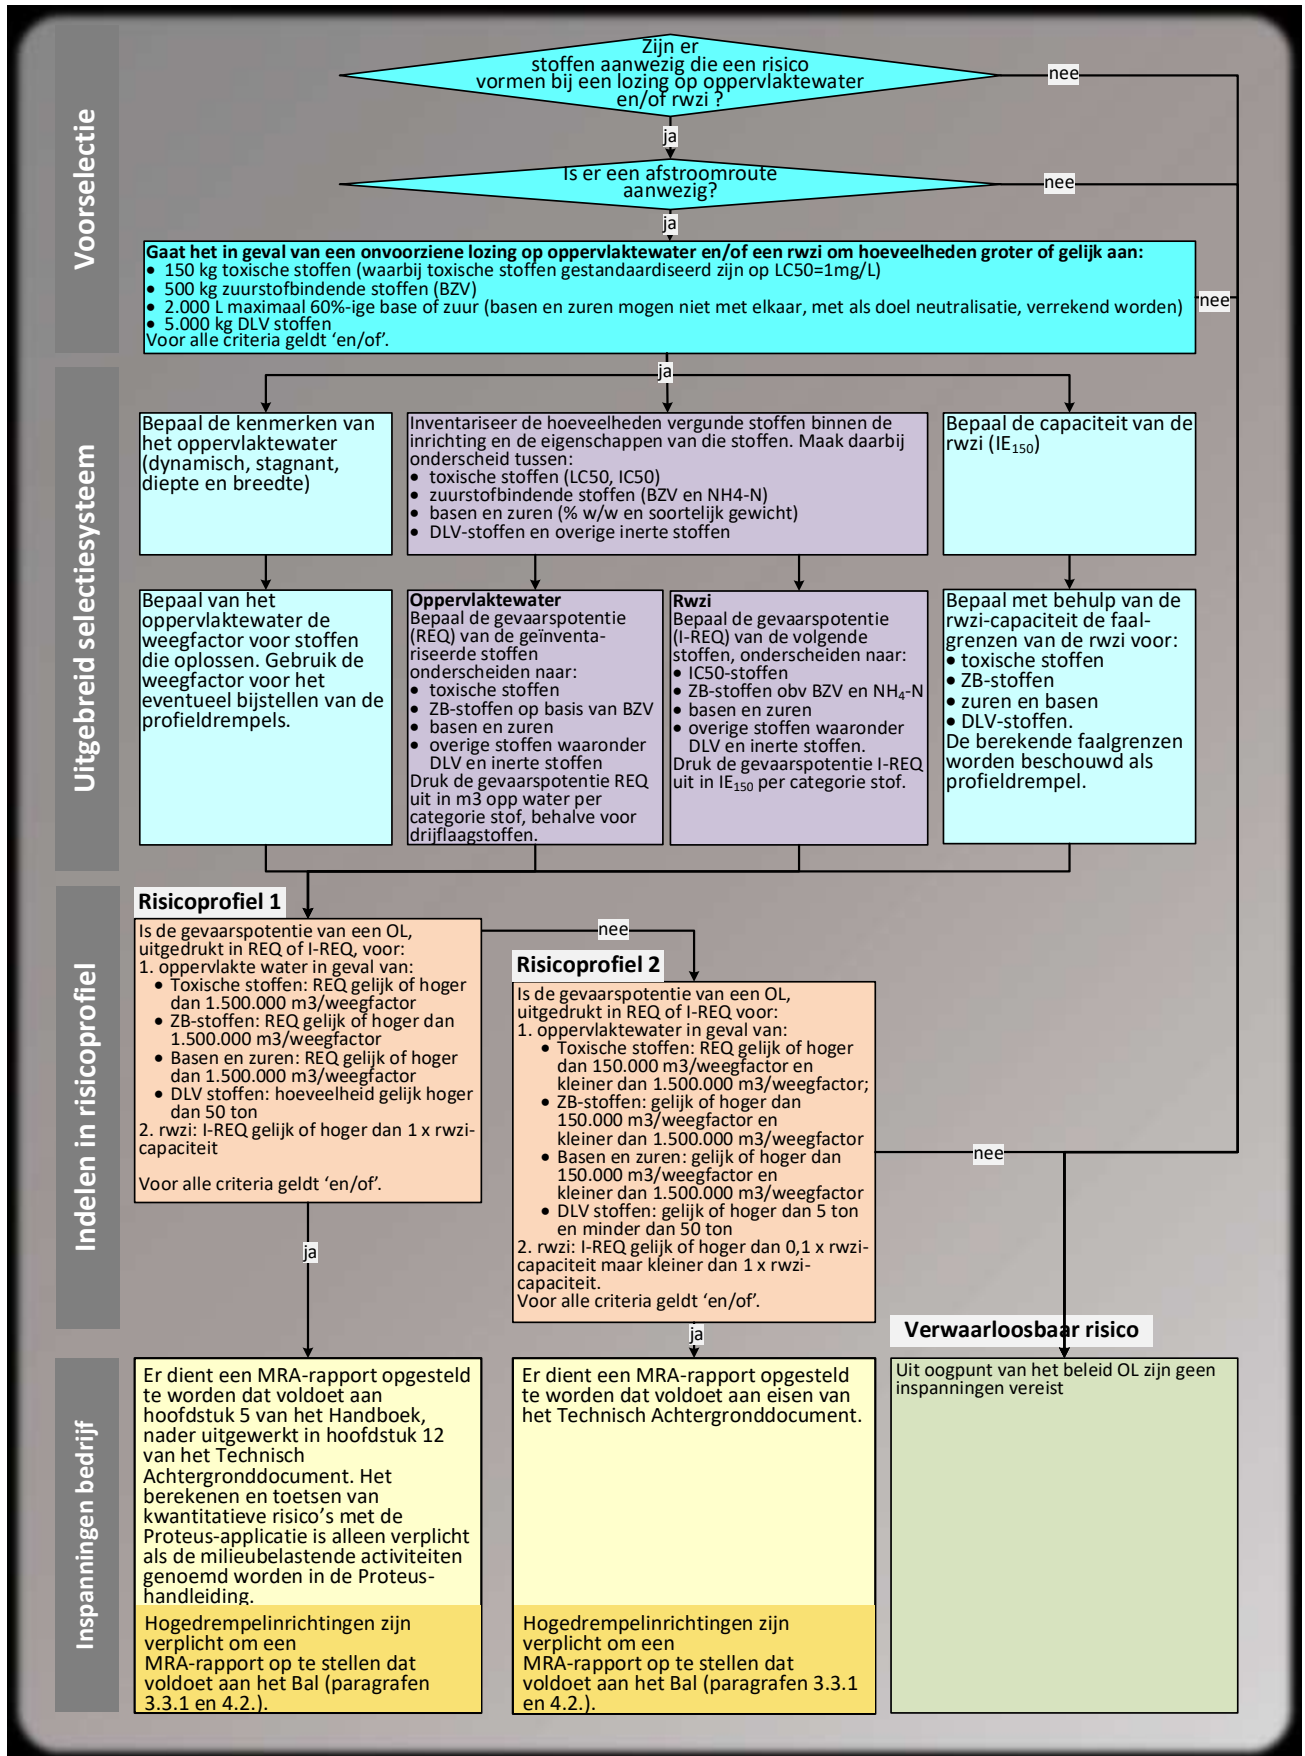 Voorselectie
Zijn er
stoffen aanwezig die een risico
vormen bij een lozing op oppervlaktewater
en/of rwzi ?
nee
ja
Is er een afstroomroute
aanwezig?
nee
ja
Gaat het in geval van een onvoorziene lozing op oppervlaktewater en/of een rwzi om hoeveelheden groter of gelijk aan:
• 150 kg toxische stoffen (waarbij toxische stoffen gestandaardiseerd zijn op LC50=1mg/L)
• 500 kg zuurstofbindende stoffen (BZV)
• 2.000 L maximaal 60%-ige base of zuur (basen en zuren mogen niet met elkaar, met als doel neutralisatie, verrekend worden)
• 5.000 kg DLV stoffen
Voor alle criteria geldt ‘en/of’.
nee
ja
Uitgebreid selectiesysteem
Bepaal de kenmerken van
het oppervlaktewater
(dynamisch, stagnant,
diepte en breedte)
Inventariseer de hoeveelheden vergunde stoffen binnen de
inrichting en de eigenschappen van die stoffen. Maak daarbij
onderscheid tussen:
• toxische stoffen (LC50, IC50)
• zuurstofbindende stoffen (BZV en NH4-N)
• basen en zuren (% w/w en soortelijk gewicht)
• DLV-stoffen en overige inerte stoffen
Bepaal de capaciteit van de
rwzi (IE150)
Bepaal van het
oppervlaktewater de
weegfactor voor stoffen
die oplossen. Gebruik de
weegfactor voor het
eventueel bijstellen van de
profieldrempels.
Oppervlaktewater
Bepaal de gevaarspotentie
(REQ) van de geïnventa-
riseerde stoffen
onderscheiden naar:
• toxische stoffen
• ZB-stoffen op basis van BZV
• basen en zuren
• overige stoffen waaronder
DLV en inerte stoffen
Druk de gevaarspotentie REQ
uit in m3 opp water per
categorie stof, behalve voor
drijflaagstoffen.
Rwzi
Bepaal de gevaarspotentie
(I-REQ) van de volgende
stoffen, onderscheiden naar:
• IC50-stoffen
• ZB-stoffen obv BZV en NH4-N
• basen en zuren
• overige stoffen waaronder
DLV en inerte stoffen.
Druk de gevaarspotentie I-REQ
uit in IE150 per categorie stof.
Bepaal met behulp van de
rwzi-capaciteit de faal-
grenzen van de rwzi voor:
• toxische stoffen
• ZB-stoffen
• zuren en basen
• DLV-stoffen.
De berekende faalgrenzen
worden beschouwd als
profieldrempel.
Indelen in risicoprofiel
Risicoprofiel 1
Is de gevaarspotentie van een OL,
uitgedrukt in REQ of I-REQ, voor:
1. oppervlakte water in geval van:
• Toxische stoffen: REQ gelijk of hoger
dan 1.500.000 m3/weegfactor
• ZB-stoffen: REQ gelijk of hoger dan
1.500.000 m3/weegfactor
• Basen en zuren: REQ gelijk of hoger
dan 1.500.000 m3/weegfactor
• DLV stoffen: hoeveelheid gelijk hoger
dan 50 ton
2. rwzi: I-REQ gelijk of hoger dan 1 x rwzi-
capaciteit
Voor alle criteria geldt ‘en/of’.
nee
ja
Risicoprofiel 2
Is de gevaarspotentie van een OL,
uitgedrukt in REQ of I-REQ voor:
1. oppervlaktewater in geval van:
• Toxische stoffen: REQ gelijk of hoger
dan 150.000 m3/weegfactor en
kleiner dan 1.500.000 m3/weegfactor;
• ZB-stoffen: gelijk of hoger dan
150.000 m3/weegfactor en
kleiner dan 1.500.000 m3/weegfactor
• Basen en zuren: gelijk of hoger dan
150.000 m3/weegfactor en
kleiner dan 1.500.000 m3/weegfactor
• DLV stoffen: gelijk of hoger dan 5 ton
en minder dan 50 ton
2. rwzi: I-REQ gelijk of hoger dan 0,1 x rwzi-
capaciteit maar kleiner dan 1 x rwzi-
capaciteit.
Voor alle criteria geldt ‘en/of’.
nee
ja
Verwaarloosbaar risico
Inspanningen bedrijf
Er dient een MRA-rapport opgesteld
te worden dat voldoet aan
hoofdstuk 5 van het Handboek,
nader uitgewerkt in hoofdstuk 12
van het Technisch
Achtergronddocument. Het
berekenen en toetsen van
kwantitatieve risico’s met de
Proteus-applicatie is alleen verplicht
als de milieubelastende activiteiten
genoemd worden in de Proteus-
handleiding.
Hogedrempelinrichtingen zijn
verplicht om een
MRA-rapport op te stellen dat
voldoet aan het Bal (paragrafen
3.3.1 en 4.2.).
Er dient een MRA-rapport opgesteld
te worden dat voldoet aan eisen van
het Technisch Achtergronddocument.
Hogedrempelinrichtingen zijn
verplicht om een
MRA-rapport op te stellen dat
voldoet aan het Bal (paragrafen 3.3.1
en 4.2.).
Uit oogpunt van het beleid OL zijn geen
inspanningen vereist